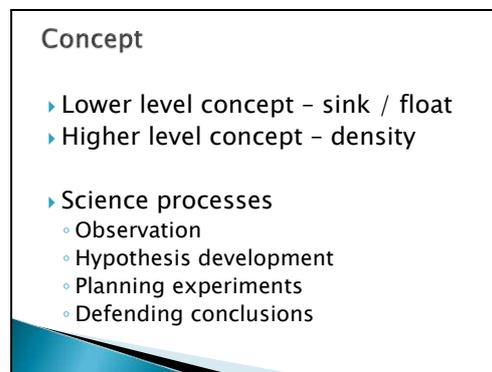 Concept
Lower level concept – sink / float
Higher level concept – density
Science processes
Observation
Hypothesis development
Planning experiments
Defending conclusions